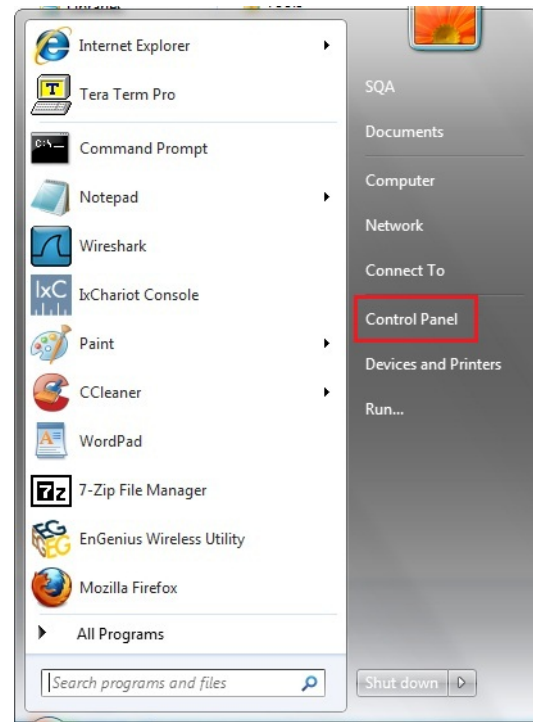 Internet Explorer
Tera Term Pro
Command Prompt
Notepad
Wireshark
IxC
IxChariot Console
Paint
CCleaner
WordPad
7z
7-Zip File Manager
EnGenius Wireless Utility
Mozilla Firefox
All Programs
Search programs and files
SQA
Documents
Computer
Network
Connect To
Control Panel
Devices and Printers
Run...
Shut down